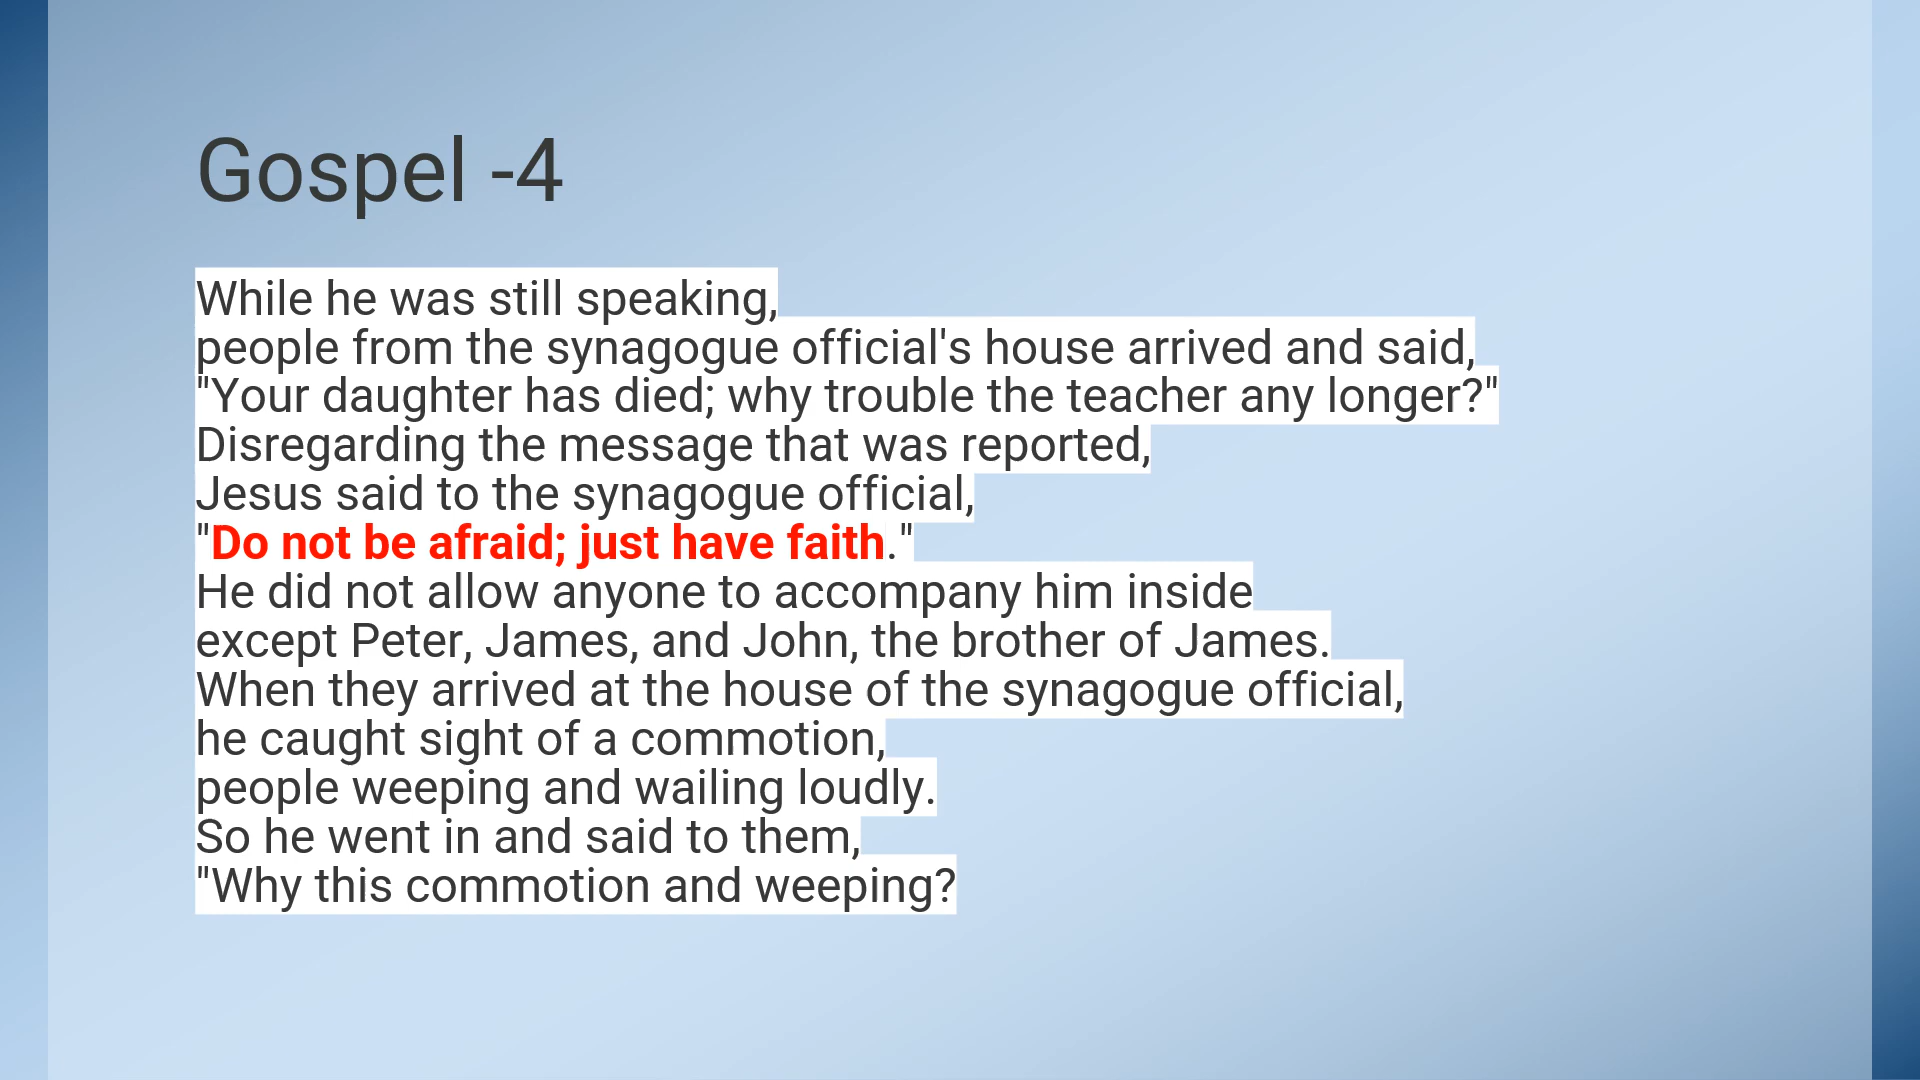 Gospel -4
While he was still speaking,
people from the synagogue official's house arrived and said,
"Your daughter has died; why trouble the teacher any longer?"
Disregarding the message that was reported,
Jesus said to the synagogue official,
"Do not be afraid; just have faith."
He did not allow anyone to accompany him inside
except Peter, James, and John, the brother of James.
When they arrived at the house of the synagogue official,
he caught sight of a commotion,
people weeping and wailing loudly.
So he went in and said to them,
"Why this commotion and weeping?